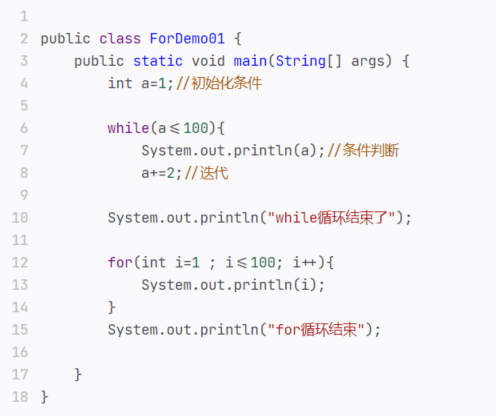 1
2 public class ForDemo01 {
3     public static void main(String[] args) {
4         int a=1;//初始化条件
5
6         while(a<=100){
7             System.out.println(a);//条件判断
8             a+=2;//迭代
9
10         System.out.println("while循环结束了");
11
12         for(int i=1 ; i<=100; i++){
13             System.out.println(i);
14         }
15         System.out.println("for循环结束");
16
17     }
18 }